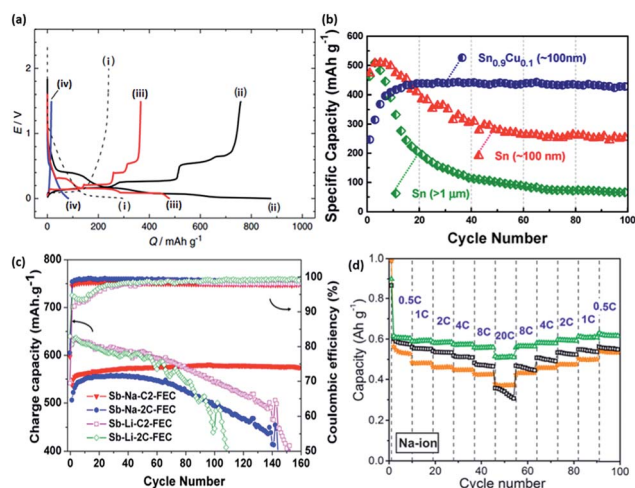 (a)
E / V
2
1
0
(iv)
(i)
(iii)
(ii)
(iv)
(i)
(iii)
(ii)
0 200 400 600 800 1000
Q / mAh g⁻¹
(b)
Specific Capacity (mAh g⁻¹)
600
500
400
300
200
100
0
Sn₀.₉Cu₀.₁ (~100nm)
Sn (~100 nm)
Sn (>1 μm)
0 20 40 60 80 100
Cycle Number
(c)
Charge capacity (mAh.g⁻¹)
800
750
700
650
600
550
500
450
400
Coulombic efficiency (%)
100
90
80
70
60
50
Sb-Na-C2-FEC
Sb-Na-2C-FEC
Sb-Li-C2-FEC
Sb-Li-2C-FEC
0 20 40 60 80 100 120 140 160
Cycle Number
(d)
Capacity (Ah g⁻¹)
1.0
0.8
0.6
0.4
0.2
0.0
0.5C 1C 2C 4C 8C 20C 8C 4C 2C 1C 0.5C
Na-ion
0 20 40 60 80 100
Cycle number